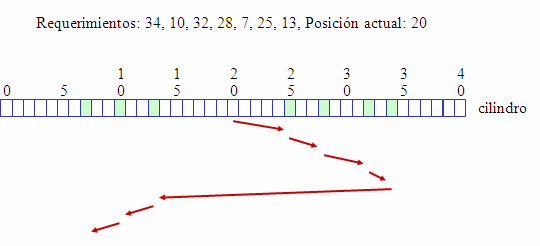 Requerimientos: 34, 10, 32, 28, 7, 25, 13, Posición actual: 20
1 1 2 2 3 3 4
0 5 0 5 0 5 0 5 0
cilindro